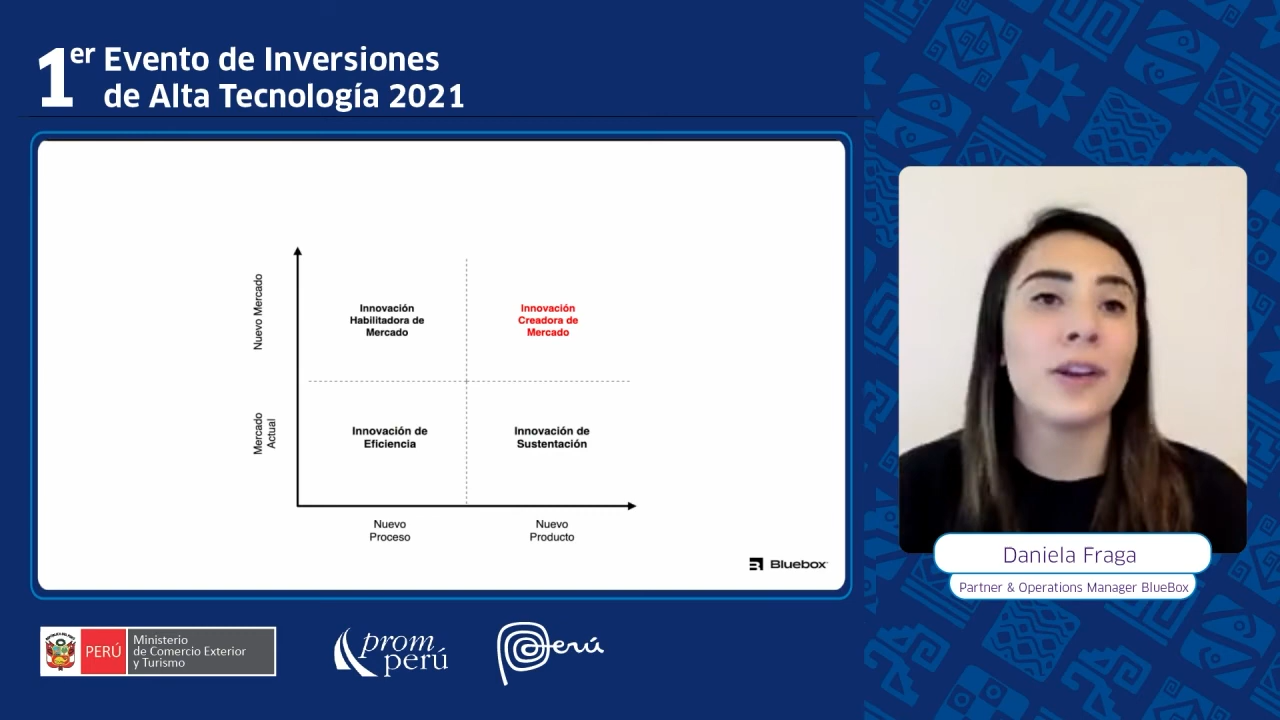 1er Evento de Inversiones
de Alta Tecnología 2021
Nuevo Mercado
Innovación
Habilitadora de
Mercado
Innovación
Creadora de
Mercado
Mercado
Actual
Innovación de
Eficiencia
Innovación de
Sustentación
Nuevo
Proceso
Nuevo
Producto
Bluebox
Daniela Fraga
Partner & Operations Manager BlueBox
PERÚ
Ministerio
de Comercio Exterior
y Turismo
prom
perú
Perú